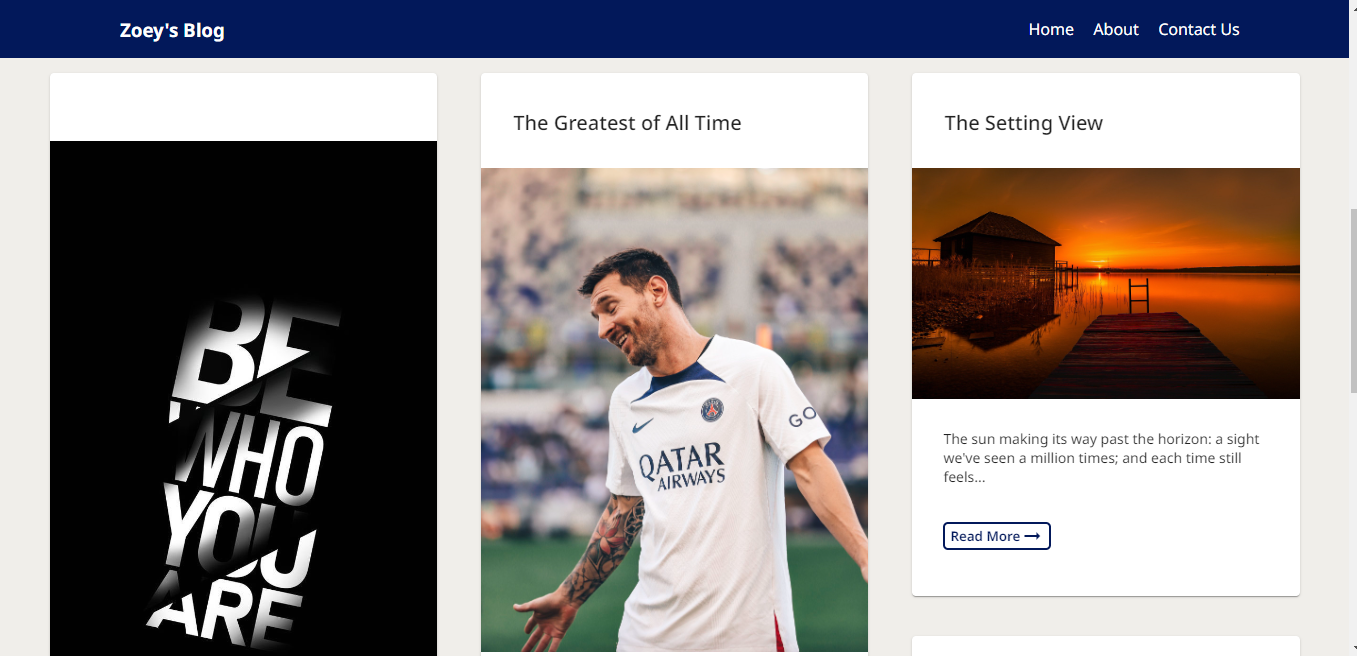 Zoey's Blog
Home About Contact Us
BE
WHO
YOU
ARE
The Greatest of All Time
GO
QATAR
AIRWAYS
The Setting View
The sun making its way past the horizon: a sight
we've seen a million times; and each time still
feels...
Read More